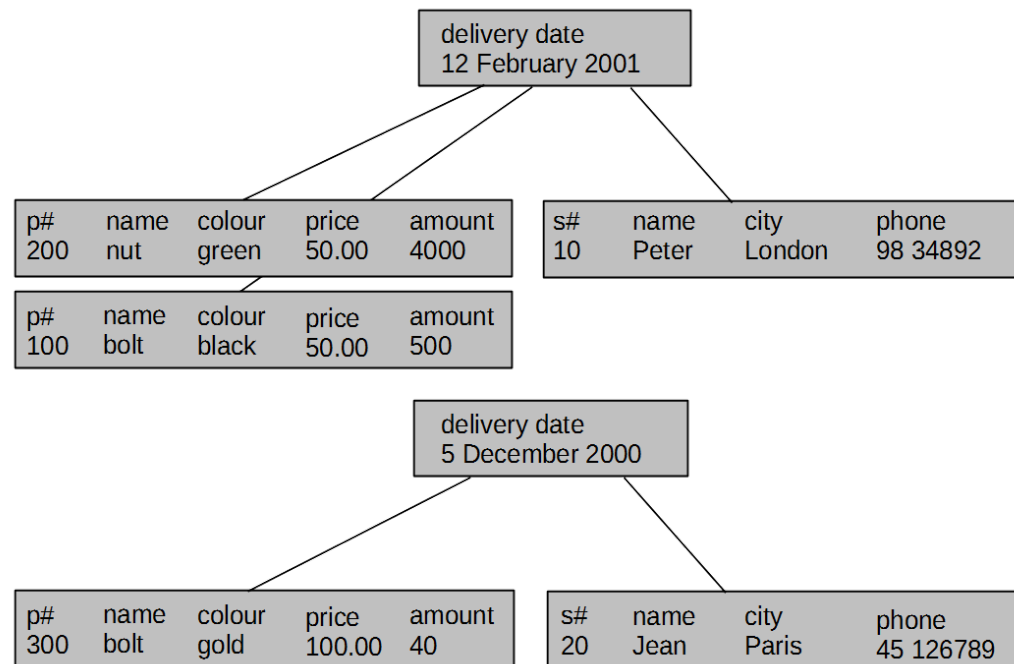 delivery date
12 February 2001
p# name colour price amount
200 nut green 50.00 4000
s# name city phone
10 Peter London 98 34892
p# name colour price amount
100 bolt black 50.00 500
delivery date
5 December 2000
p# name colour price amount
300 bolt gold 100.00 40
s# name city phone
20 Jean Paris 45 126789